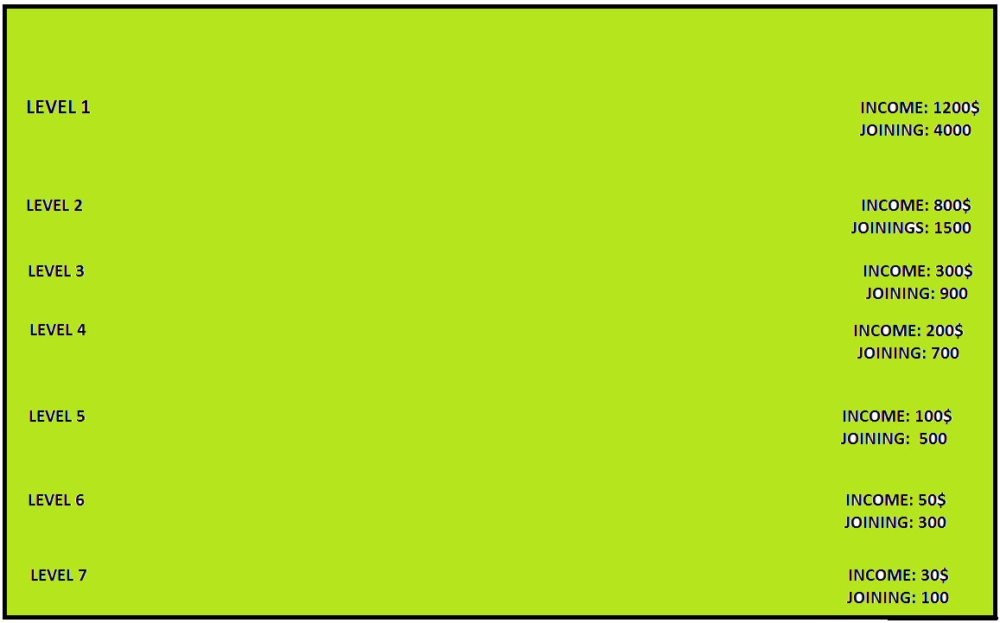 LEVEL 1
INCOME: 1200$
JOINING: 4000
LEVEL 2
INCOME: 800$
JOININGS: 1500
LEVEL 3
INCOME: 300$
JOINING: 900
LEVEL 4
INCOME: 200$
JOINING: 700
LEVEL 5
INCOME: 100$
JOINING:  500
LEVEL 6
INCOME: 50$
JOINING: 300
LEVEL 7
INCOME: 30$
JOINING: 100